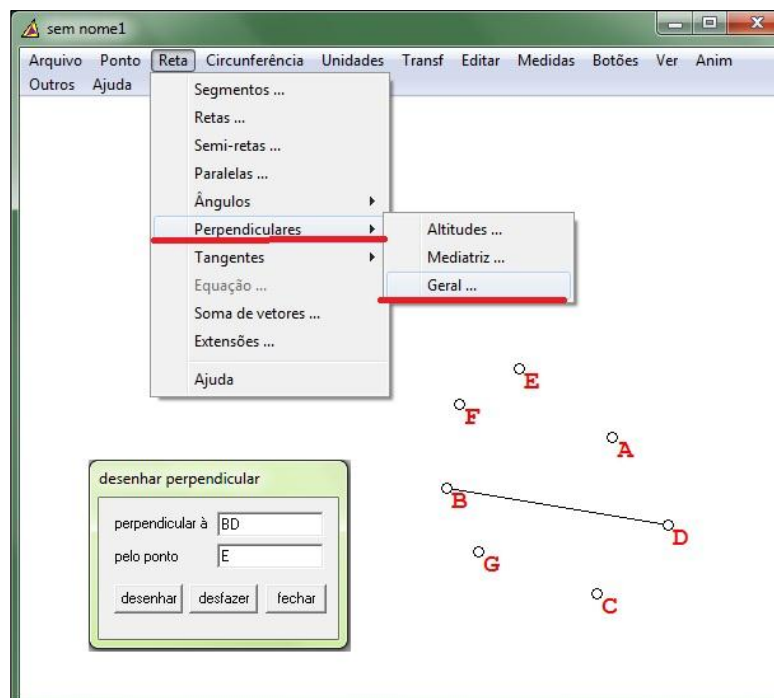 sem nome1
Arquivo Ponto Reta Circunferência Unidades Transf Editar Medidas Botões Ver Anim
Outros Ajuda
Segmentos ...
Retas ...
Semi-retas ...
Paralelas ...
Ângulos
Perpendiculares
Tangentes
Equação ...
Soma de vetores ...
Extensões ...
Ajuda
Altitudes ...
Mediatriz ...
Geral ...
E
F
A
B
D
G
C
desenhar perpendicular
perpendicular à BD
pelo ponto E
desenhar desfazer fechar